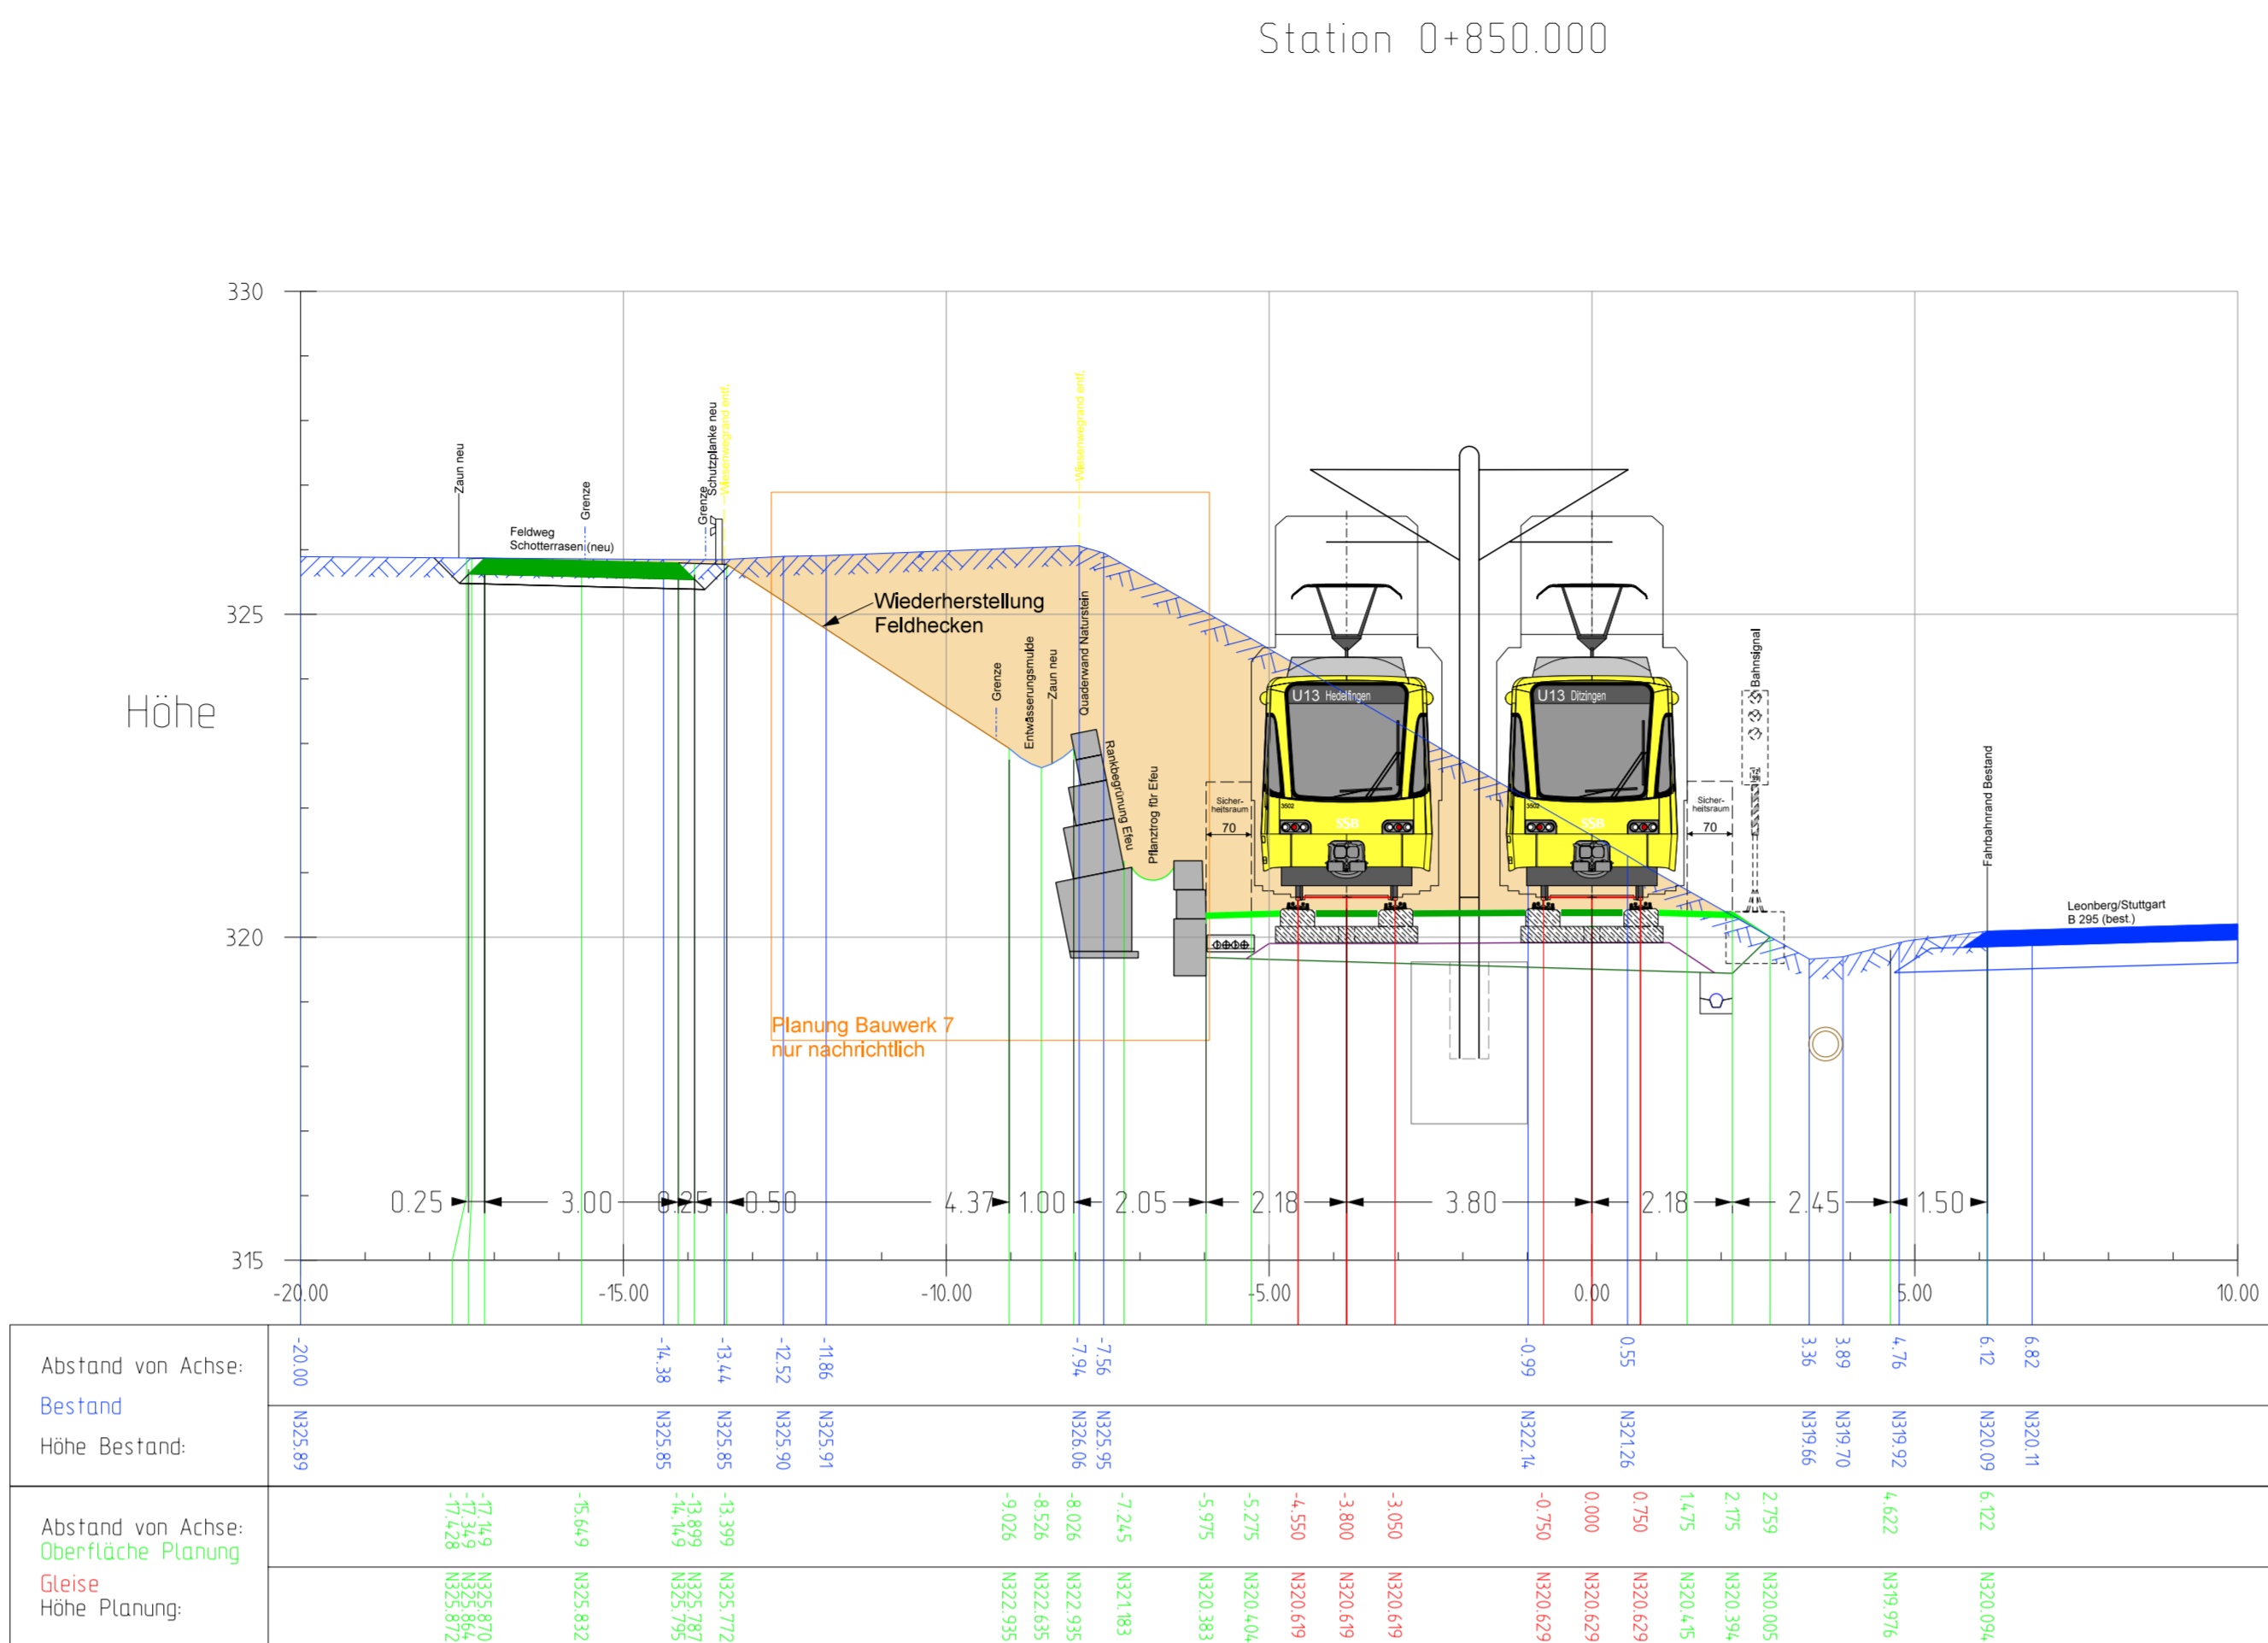 Station 0+850.000
330
325
320
315
Höhe
Zaun neu
Grenze
Feldweg
Schotterrasen (neu)
Grenze
Schutzplanke neu
Wiesenwegrand entf.
Wiesenwegrand entf.
Wiederherstellung
Feldhecken
Grenze
Entwässerungsmulde
Zaun neu
Quaderwand Naturstein
Rankbegrünung Efeu
Pflanztrog für Efeu
Sicher-
heitsraum
70
U13 Hedelfingen
3502
SSB
U13 Ditzingen
3502
SSB
Sicher-
heitsraum
70
Bahnsignal
Fahrbahnrand Bestand
Leonberg/Stuttgart
B 295 (best.)
Planung Bauwerk 7
nur nachrichtlich
0.25 3.00 0.25 0.50 4.37 1.00 2.05 2.18 3.80 2.18 2.45 1.50
-20.00 -15.00 -10.00 -5.00 0.00 5.00 10.00
Abstand von Achse:
Bestand
-20.00 -14.38 -13.44 -12.52 -11.86 -7.94 -7.56 -0.99 0.55 3.36 3.89 4.76 6.12 6.82
Höhe Bestand:
N325.89 N325.85 N325.85 N325.90 N325.91 N326.06 N325.95 N322.14 N321.26 N319.66 N319.70 N319.92 N320.09 N320.11
Abstand von Achse:
Oberfläche Planung
-17.428 -17.349 -17.149 -15.649 -14.149 -13.899 -13.399 -9.026 -8.526 -8.026 -7.245 -5.975 -5.275 -4.550 -3.800 -3.050 -0.750 0.000 0.750 1.475 2.175 2.759 4.622 6.122
Gleise
Höhe Planung:
N325.872 N325.864 N325.870 N325.832 N325.795 N325.787 N325.772 N322.935 N322.635 N322.935 N321.183 N320.383 N320.404 N320.619 N320.619 N320.619 N320.629 N320.629 N320.629 N320.415 N320.394 N320.005 N319.976 N320.094